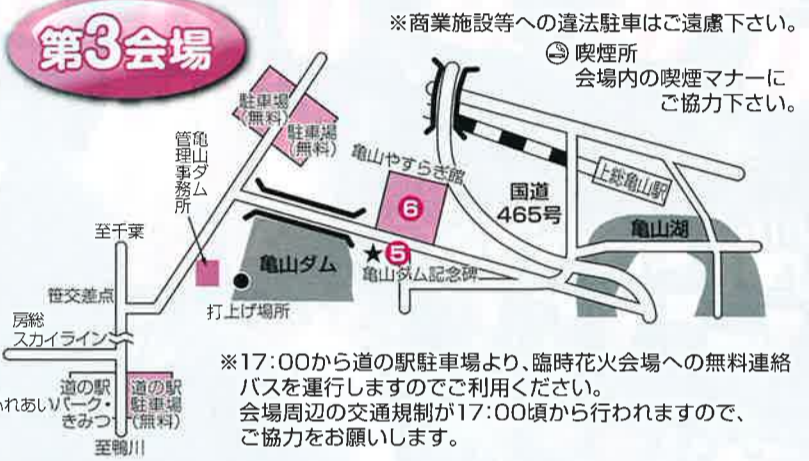 第3会場
※商業施設等への違法駐車はご遠慮下さい。
喫煙所
会場内の喫煙マナーに
ご協力下さい。
駐車場
(無料)
駐車場
(無料)
亀山ダム
管理事務所
亀山やすらぎ館
6
国道
465号
上総亀山駅
亀山湖
至千葉
亀山ダム
★5
亀山ダム記念碑
笹交差点
打上げ場所
房総
スカイライン
道の駅
ふれあいパーク・
きみつ
道の駅
駐車場
(無料)
至鴨川
※17:00から道の駅駐車場より、臨時花火会場への無料連絡
バスを運行しますのでご利用ください。
会場周辺の交通規制が17:00頃から行われますので、
ご協力をお願いします。